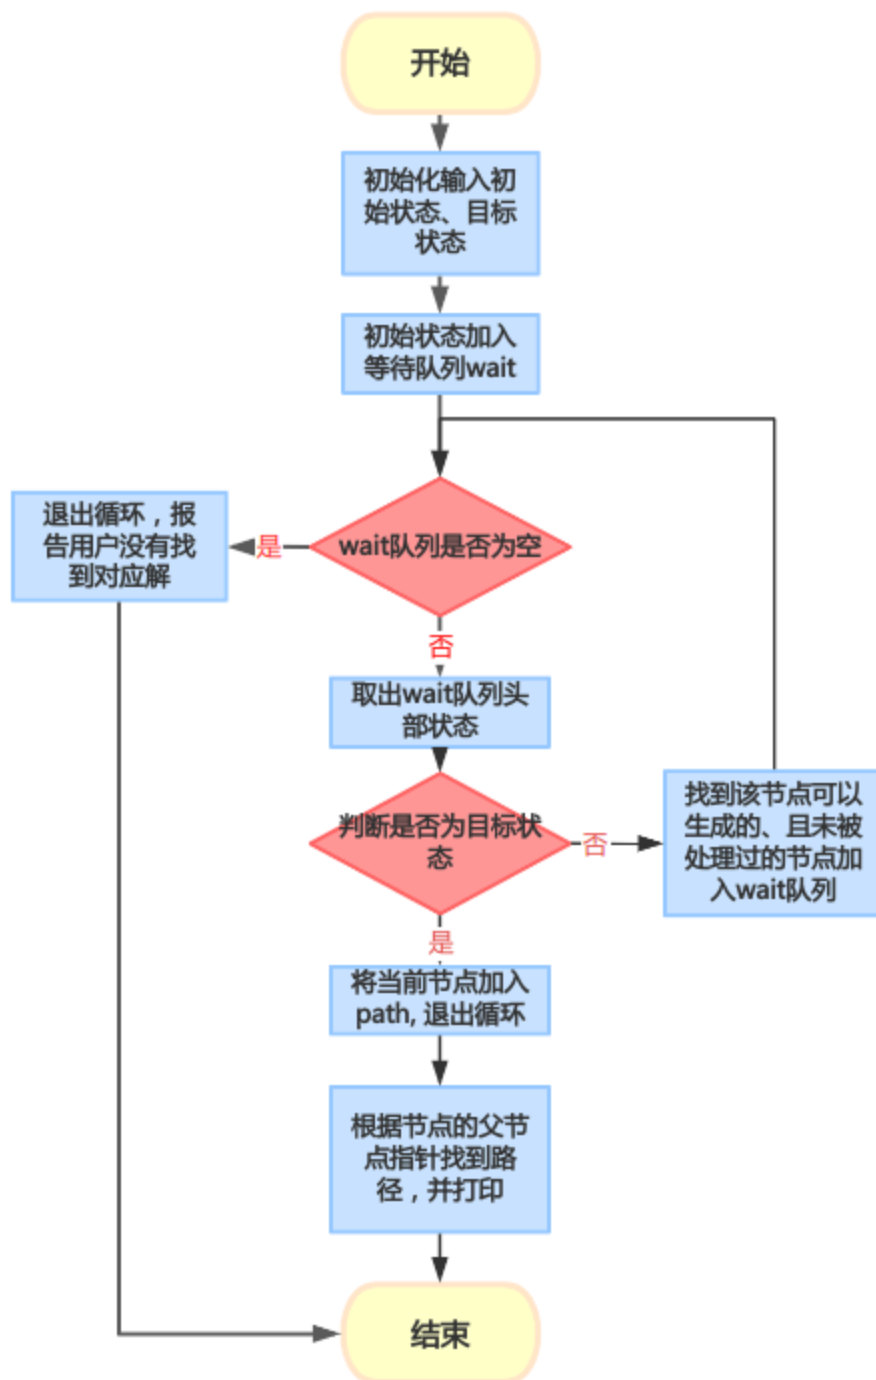 开始
初始化输入初
始状态、目标
状态
初始状态加入
等待队列wait
wait队列是否为空
是
退出循环，报
告用户没有找
到对应解
否
取出wait队列头
部状态
判断是否为目标状
态
否
找到该节点可以
生成的、且未被
处理过的节点加
入wait队列
是
将当前节点加入
path, 退出循环
根据节点的父节
点指针找到路
径，并打印
结束